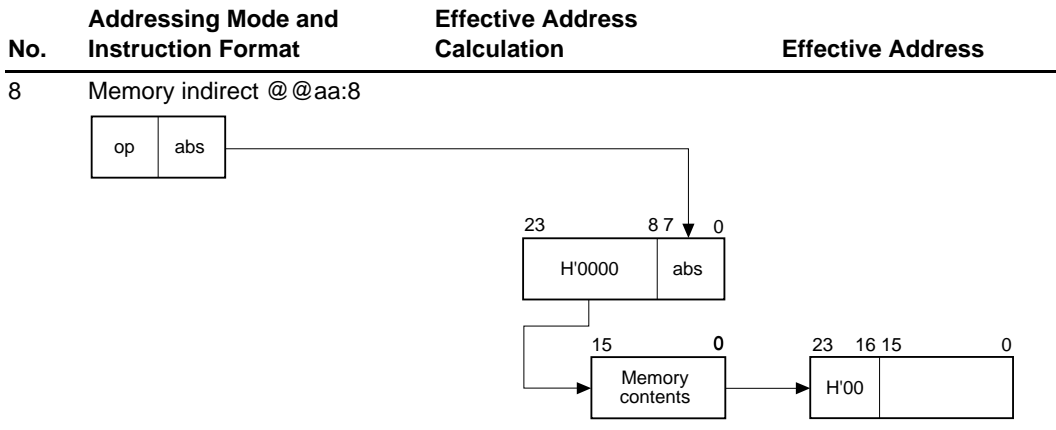 Addressing Mode and Effective Address
No. Instruction Format Calculation Effective Address
8 Memory indirect @@aa:8
op abs
23 8 7 0
H'0000 abs
15 0 23 16 15 0
Memory
contents
H'00